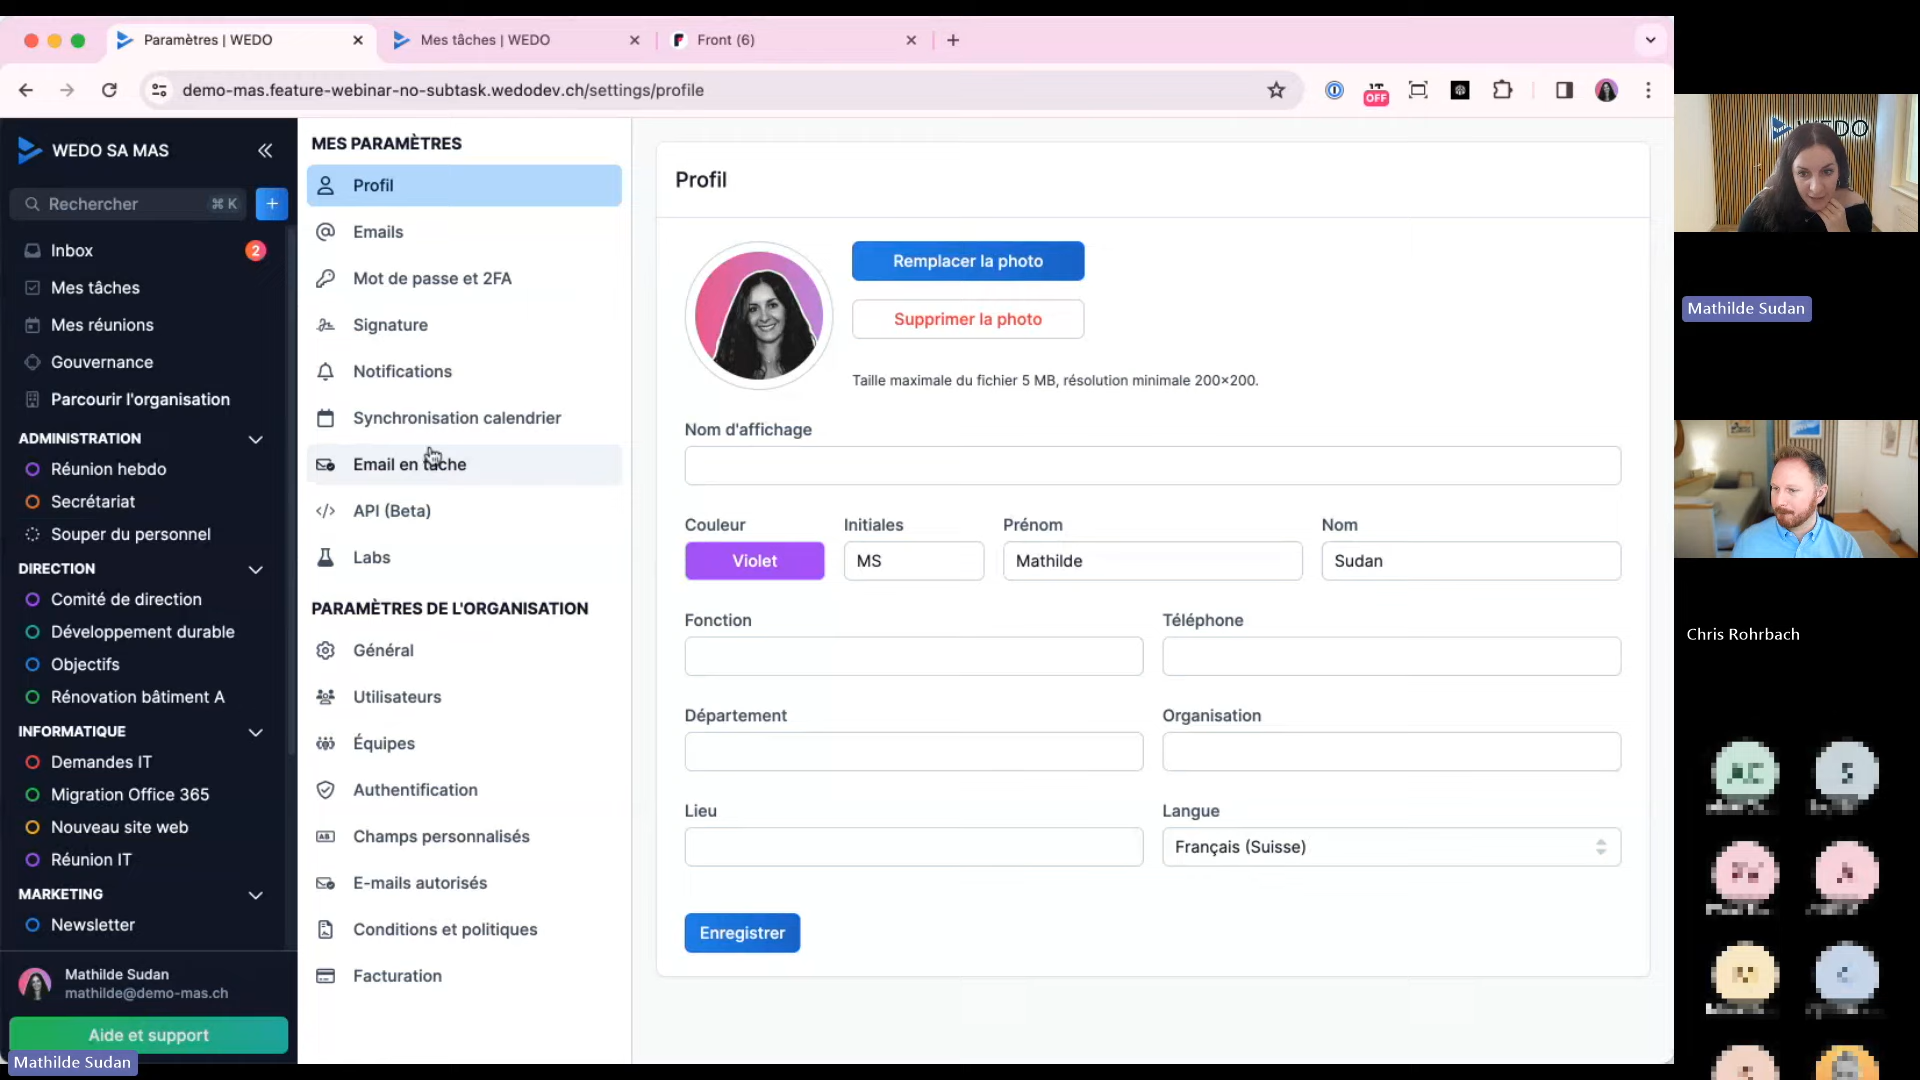 Paramètres | WEDO
Mes tâches | WEDO
Front (6)
demo-mas.feature-webinar-no-subtask.wedodev.ch/settings/profile
OFF
WEDO SA MAS
Rechercher
⌘ K
+
Inbox
2
Mes tâches
Mes réunions
Gouvernance
Parcourir l'organisation
ADMINISTRATION
Réunion hebdo
Secrétariat
Souper du personnel
DIRECTION
Comité de direction
Développement durable
Objectifs
Rénovation bâtiment A
INFORMATIQUE
Demandes IT
Migration Office 365
Nouveau site web
Réunion IT
MARKETING
Newsletter
Mathilde Sudan
mathilde@demo-mas.ch
Aide et support
Mathilde Sudan
MES PARAMÈTRES
Profil
Emails
Mot de passe et 2FA
Signature
Notifications
Synchronisation calendrier
Email en tâche
API (Beta)
Labs
PARAMÈTRES DE L'ORGANISATION
Général
Utilisateurs
Équipes
Authentification
Champs personnalisés
E-mails autorisés
Conditions et politiques
Facturation
Profil
Remplacer la photo
Supprimer la photo
Taille maximale du fichier 5 MB, résolution minimale 200×200.
Nom d'affichage
Couleur
Initiales
Prénom
Nom
Violet
MS
Mathilde
Sudan
Fonction
Téléphone
Département
Organisation
Lieu
Langue
Français (Suisse)
Enregistrer
WEDO
Mathilde Sudan
Chris Rohrbach